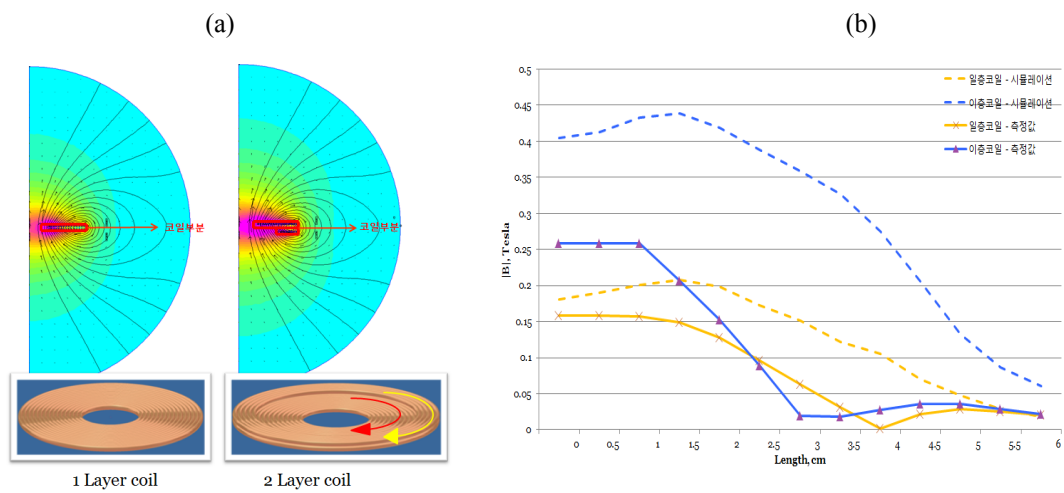 (a)
(b)
코일부분
코일부분
1 Layer coil
2 Layer coil
0.5
0.45
0.4
0.35
0.3
0.25
0.2
0.15
0.1
0.05
0
|B|, Tesla
일층코일 - 시뮬레이션
이층코일 - 시뮬레이션
일층코일 - 측정값
이층코일 - 측정값
0 0.5 1 1.5 2 2.5 3 3.5 4 4.5 5 5.5 6
Length, cm